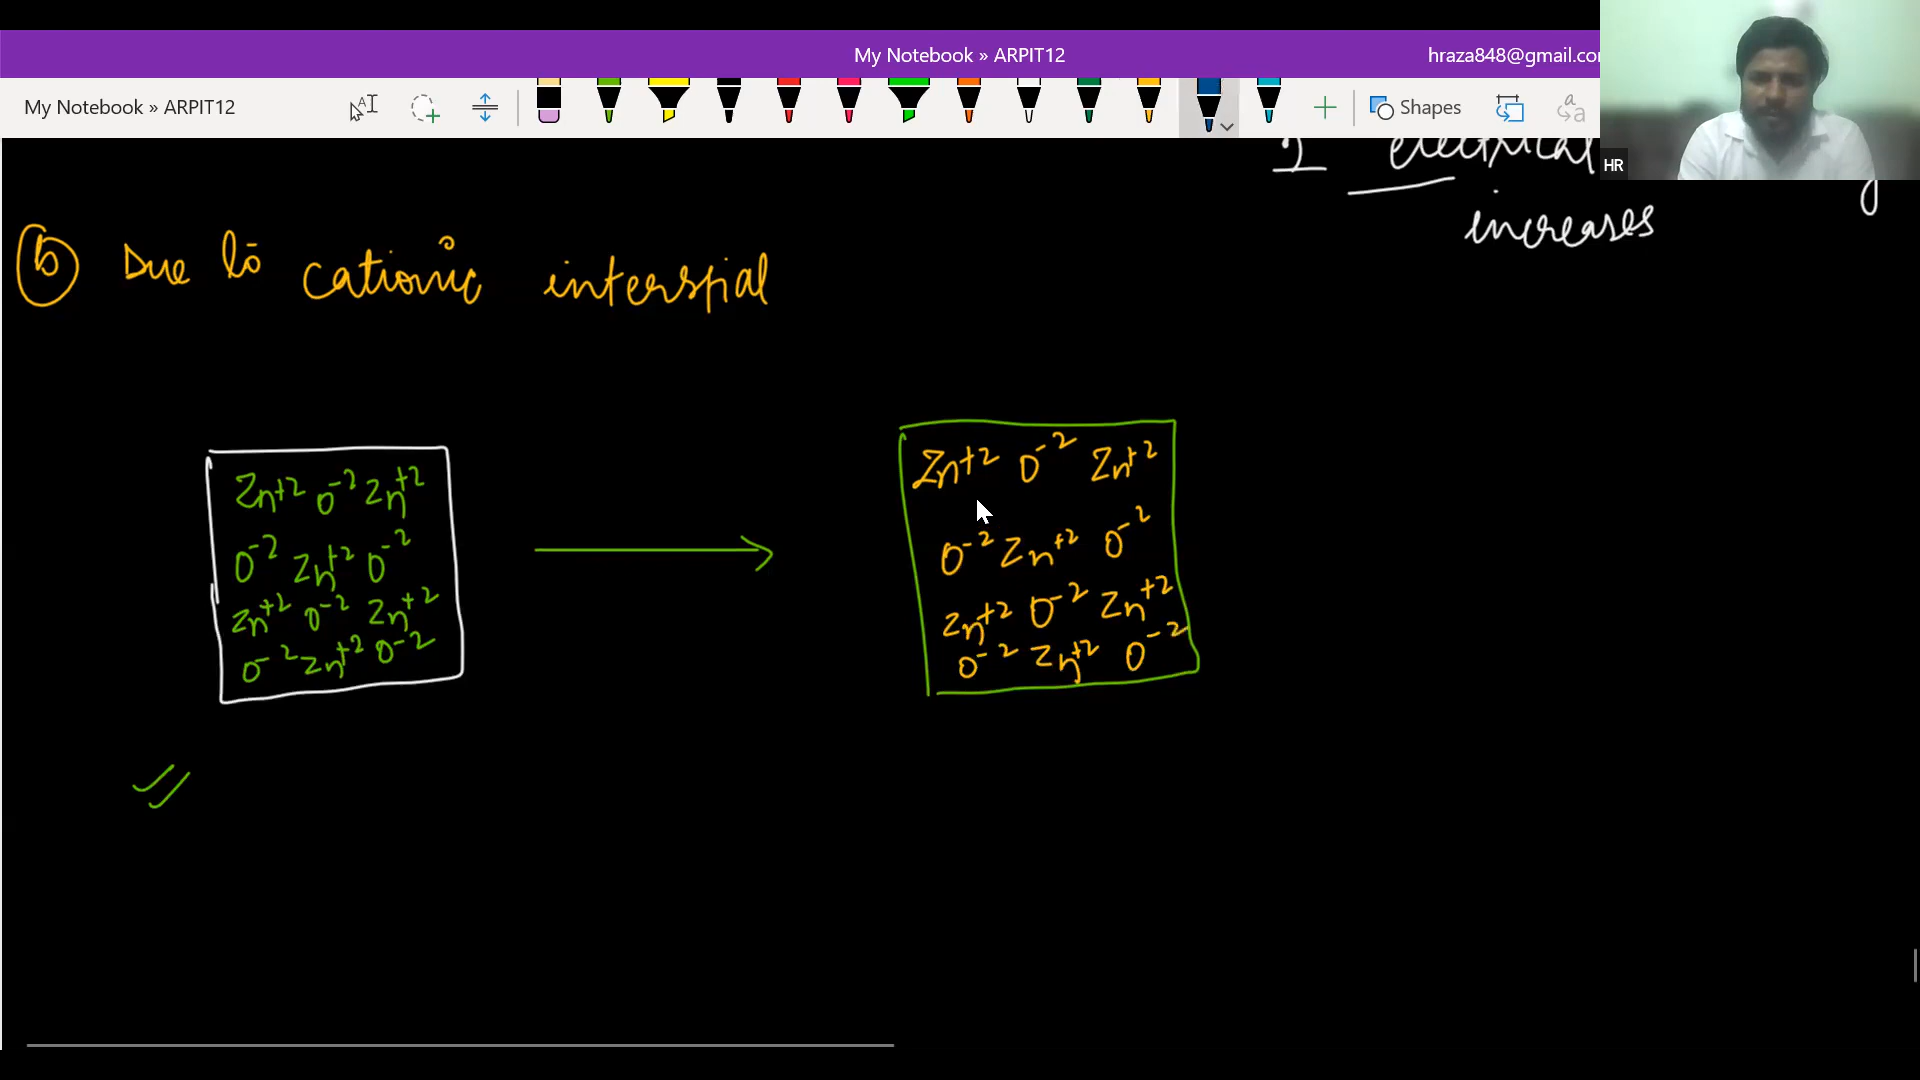 My Notebook » ARPIT12
hraza848@gmail.co
My Notebook » ARPIT12
Shapes
HR
electrical
increases
b Due to cationic interspial
Zn+2 O-2 Zn+2
O-2 Zn+2 O-2
Zn+2 O-2 Zn+2
O-2 Zn+2 O-2
Zn+2 O-2 Zn+2
O-2 Zn+2 O-2
Zn+2 O-2 Zn+2
O-2 Zn+2 O-2